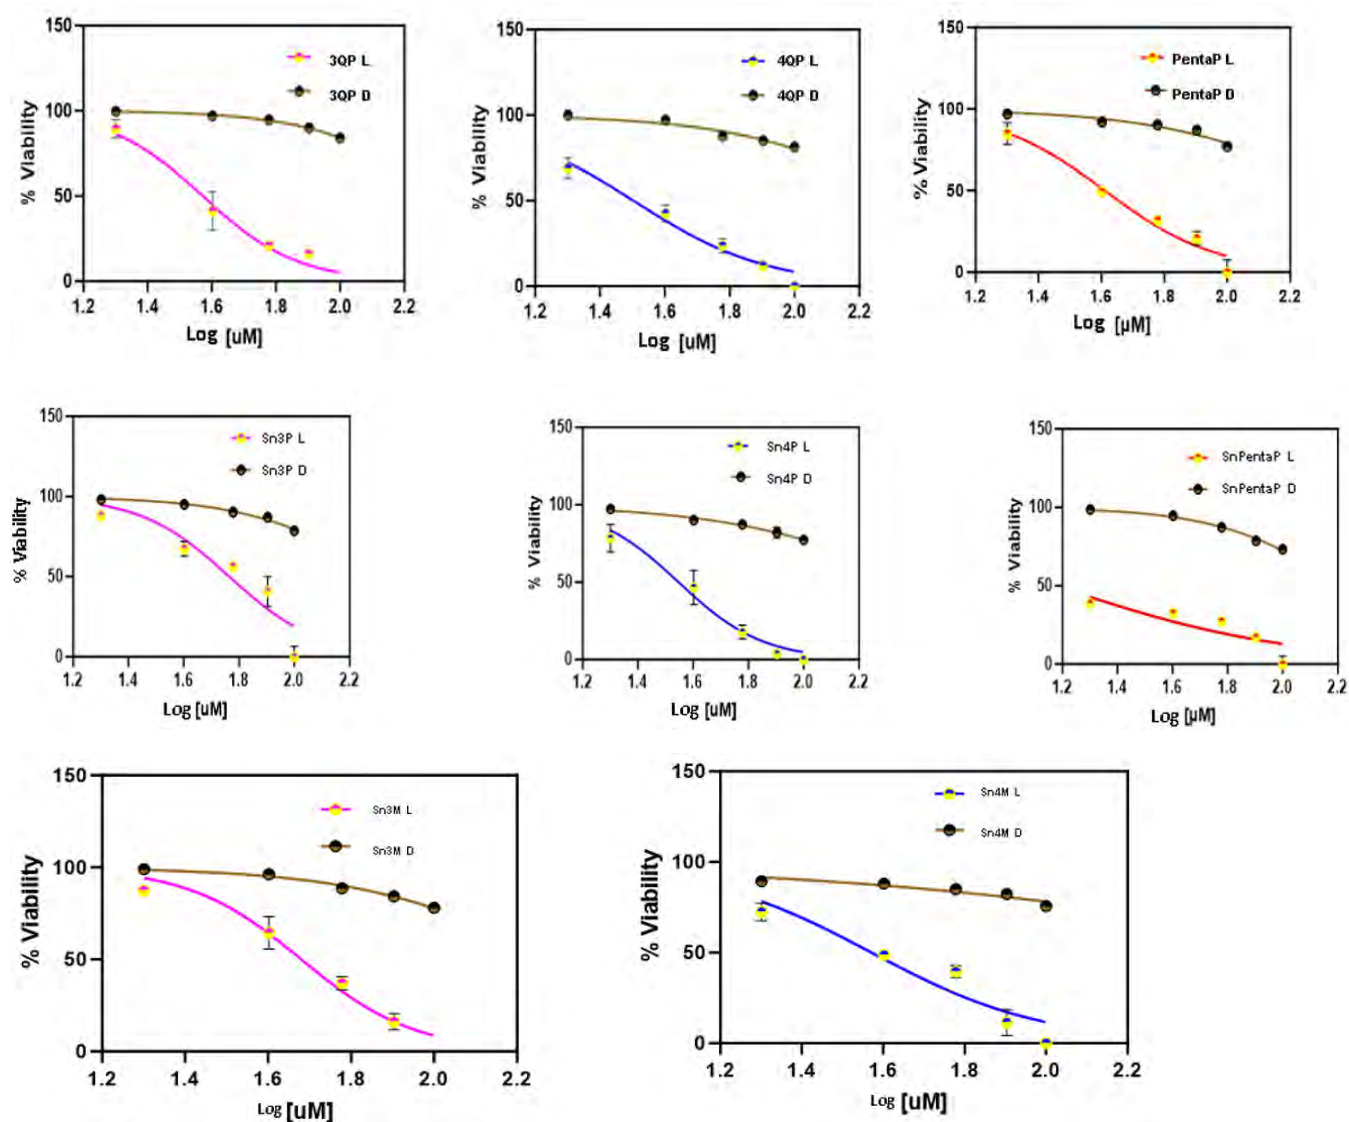 150
100
50
0
% Viability
3QP L
3QP D
1.2 1.4 1.6 1.8 2.0 2.2
Log [uM]
150
100
50
0
% Viability
4QP L
4QP D
1.2 1.4 1.6 1.8 2.0 2.2
Log [uM]
150
100
50
0
% Viability
PentaP L
PentaP D
1.2 1.4 1.6 1.8 2.0 2.2
Log [µM]
150
100
50
0
% Viability
Sn3P L
Sn3P D
1.2 1.4 1.6 1.8 2.0 2.2
Log [uM]
150
100
50
0
% Viability
Sn4P L
Sn4P D
1.2 1.4 1.6 1.8 2.0 2.2
Log [uM]
150
100
50
0
% Viability
SnPentaP L
SnPentaP D
1.2 1.4 1.6 1.8 2.0 2.2
Log [µM]
150
100
50
0
% Viability
Sn3M L
Sn3M D
1.2 1.4 1.6 1.8 2.0 2.2
Log [uM]
150
100
50
0
% Viability
Sn4M L
Sn4M D
1.2 1.4 1.6 1.8 2.0 2.2
Log [uM]